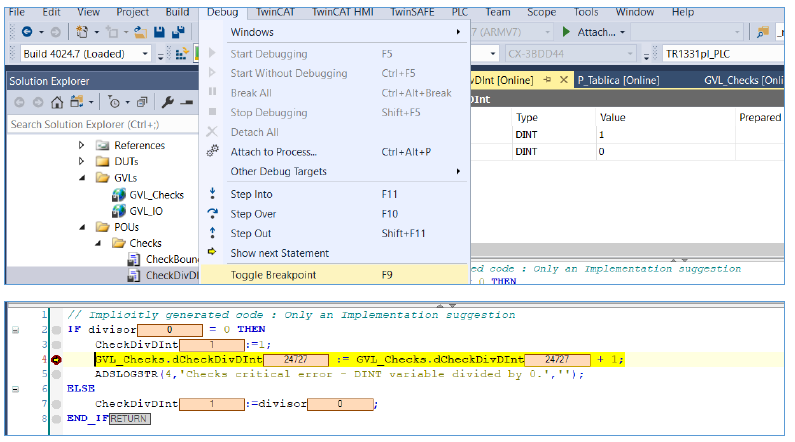 File Edit View Project Build Debug TwinCAT TwinCAT HMI TwinSAFE PLC Team Scope Tools Window Help
7 (ARMV7) Attach...
Build 4024.7 (Loaded) CX-3BDD44 TR1331pl_PLC
Windows
Start Debugging F5
Start Without Debugging Ctrl+F5
Break All Ctrl+Alt+Break
Stop Debugging Shift+F5
Detach All
Attach to Process... Ctrl+Alt+P
Other Debug Targets
Step Into F11
Step Over F10
Step Out Shift+F11
Show next Statement
Toggle Breakpoint F9
Solution Explorer
Search Solution Explorer (Ctrl+;)
References
DUTs
GVLs
GVL_Checks
GVL_IO
POUs
Checks
CheckBoun
CheckDivDI
vDInt [Online] P_Tablica [Online] GVL_Checks [Onli
DInt
Type Value Prepared
DINT 1
DINT 0
ed code : Only an Implementation suggestion
0 THEN
1 // Implicitly generated code : Only an Implementation suggestion
2 IF divisor 0 = 0 THEN
3 CheckDivDInt 1 :=1;
4 GVL_Checks.dCheckDivDInt 24727 := GVL_Checks.dCheckDivDInt 24727 + 1;
5 ADSLOGSTR(4,'Checks critical error - DINT variable divided by 0.','');
6 ELSE
7 CheckDivDInt 1 :=divisor 0 ;
8 END_IF RETURN